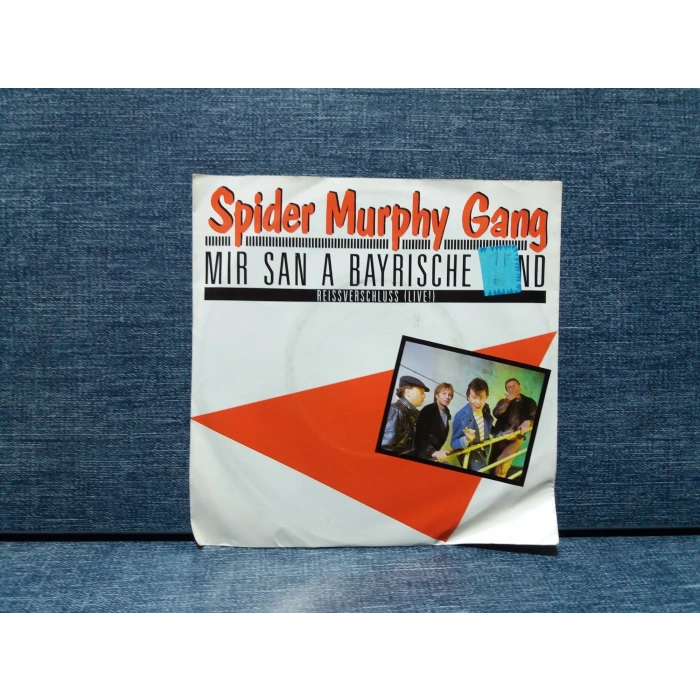 Spider Murphy Gang
MIR SAN A BAYRISCHE ND
REISSVERSCHLUSS (LIVE!)